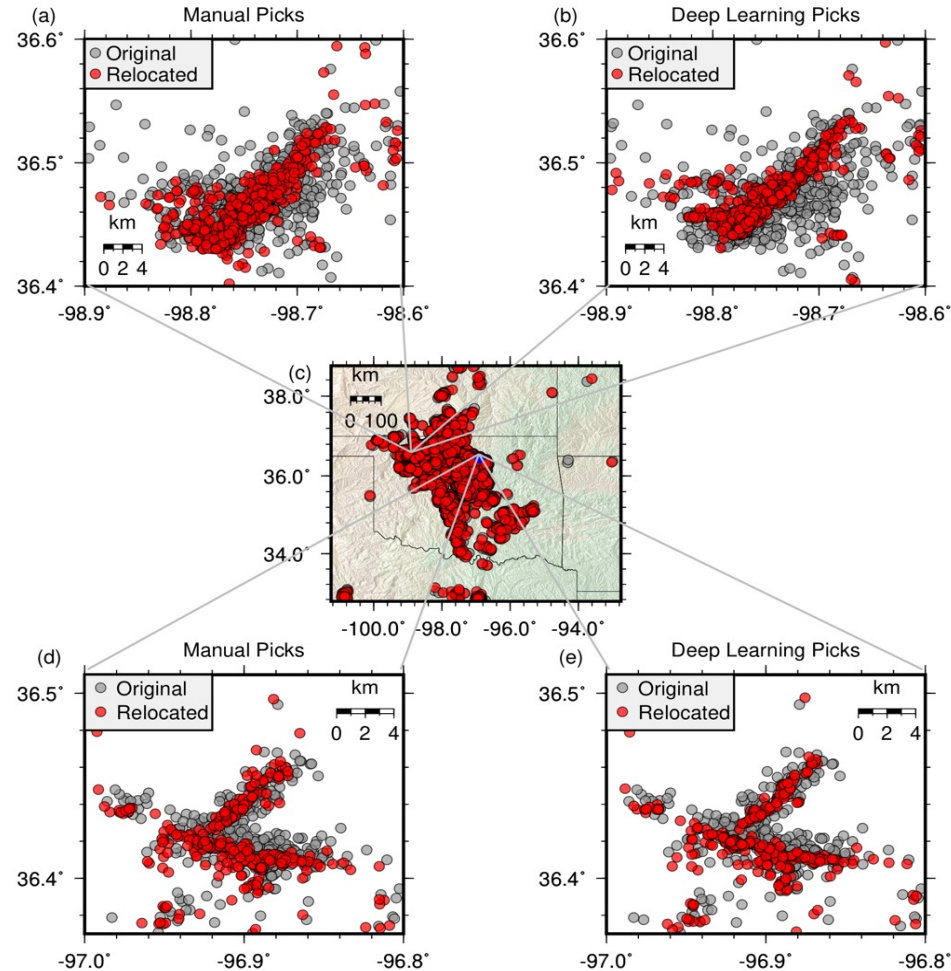 (a) Manual Picks
36.6˚
Original
Relocated
36.5˚
km
0 2 4
36.4˚
-98.9 -98.8 -98.7 -98.6
(b) Deep Learning Picks
36.6˚
Original
Relocated
36.5˚
km
0 2 4
36.4˚
-98.9 -98.8 -98.7 -98.6˚
(c)
km
0 100
38.0˚
36.0˚
34.0˚
-100.0˚ -98.0˚ -96.0˚ -94.0˚
(d) Manual Picks
36.5˚
Original
Relocated
km
0 2 4
36.4˚
-97.0 -96.9 -96.8
(e) Deep Learning Picks
36.5˚
Original
Relocated
km
0 2 4
36.4˚
-97.0 -96.9 -96.8˚